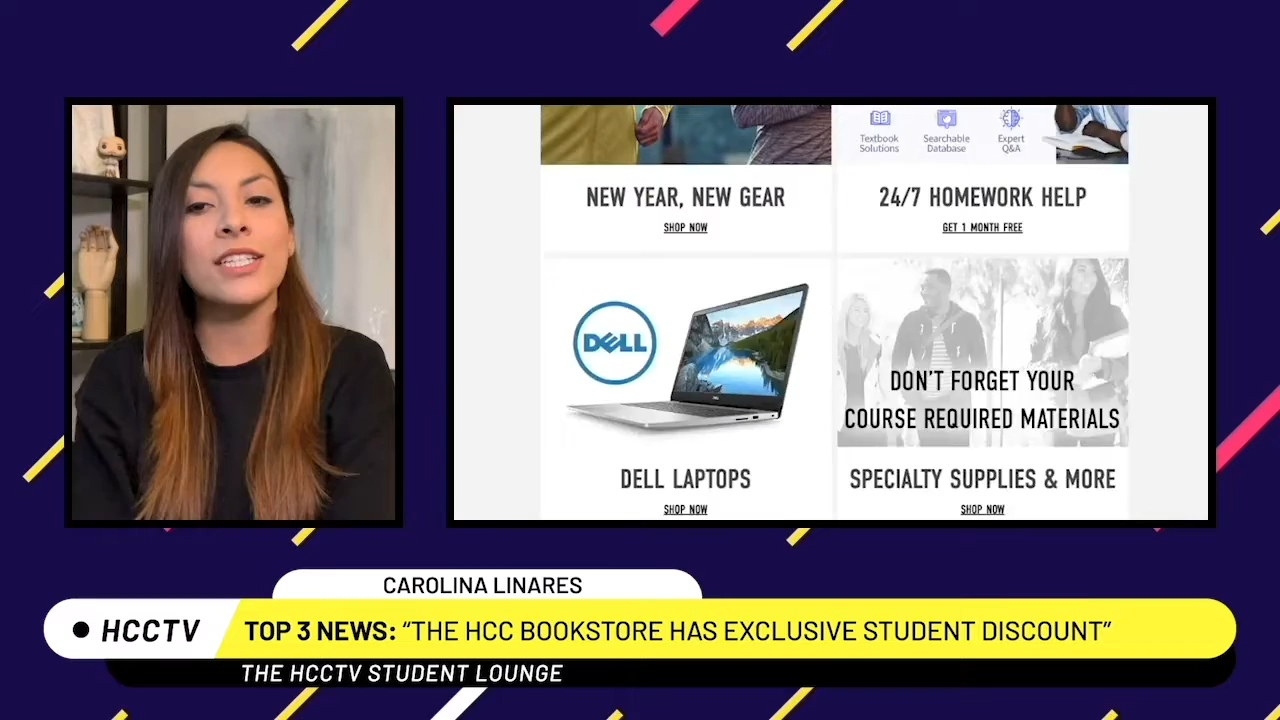 Textbook
Solutions
Searchable
Database
Expert
Q&A
NEW YEAR, NEW GEAR
SHOP NOW
24/7 HOMEWORK HELP
GET 1 MONTH FREE
DELL
DON'T FORGET YOUR
COURSE REQUIRED MATERIALS
DELL LAPTOPS
SHOP NOW
SPECIALTY SUPPLIES & MORE
SHOP NOW
CAROLINA LINARES
HCCTV
TOP 3 NEWS: “THE HCC BOOKSTORE HAS EXCLUSIVE STUDENT DISCOUNT”
THE HCCTV STUDENT LOUNGE